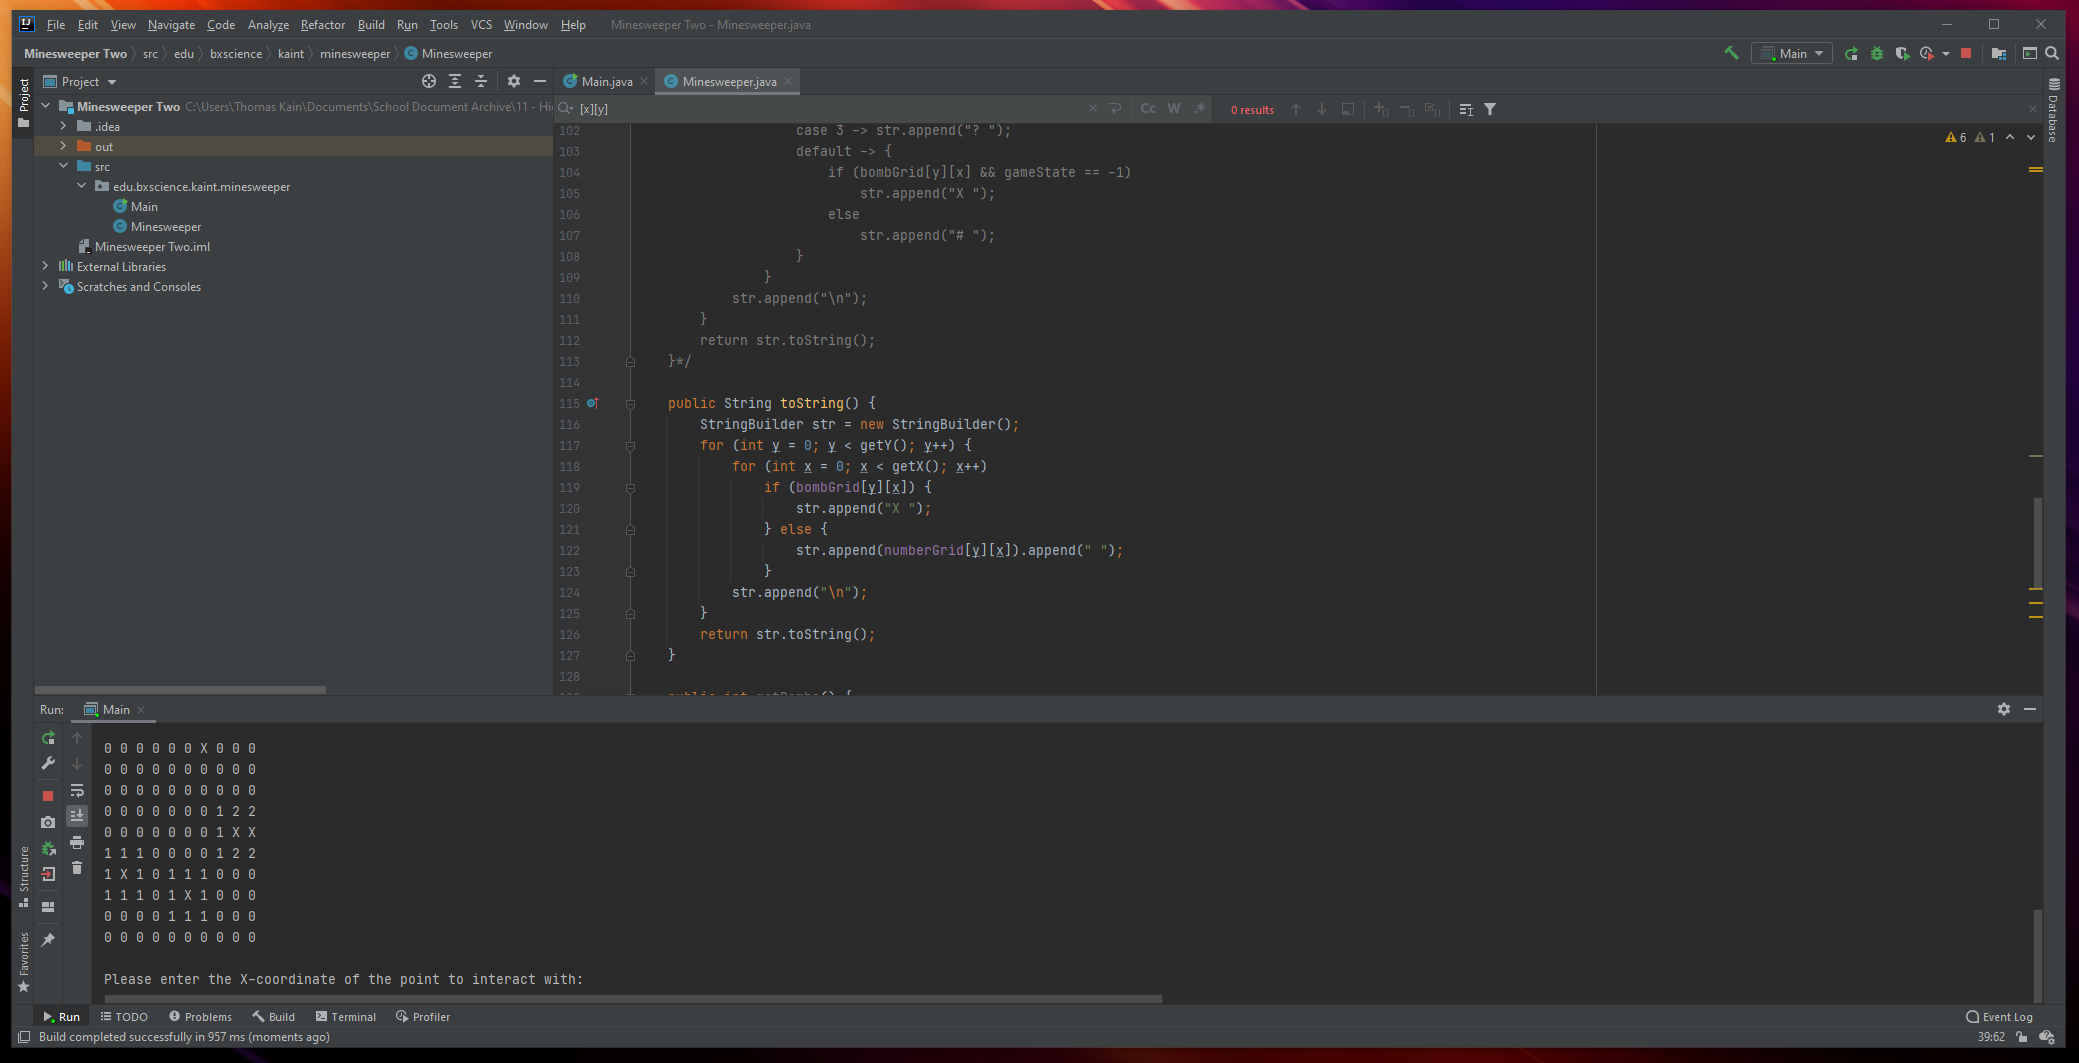 File Edit View Navigate Code Analyze Refactor Build Run Tools VCS Window Help Minesweeper Two - Minesweeper.java
Minesweeper Two src edu bxscience kaint minesweeper Minesweeper Main
Project Main.java Minesweeper.java
Minesweeper Two C:\Users\Thomas Kain\Documents\School Document Archive\11 - Hi
.idea
out
src
edu.bxscience.kaint.minesweeper
Main
Minesweeper
Minesweeper Two.iml
External Libraries
Scratches and Consoles
Project
Structure
Favorites
Database
[x][y] Cc W .* 0 results
6 1
102 case 3 -> str.append("? ");
103 default -> {
104 if (bombGrid[y][x] && gameState == -1)
105 str.append("X ");
106 else
107 str.append("# ");
108 }
109 }
110 str.append("\n");
111 }
112 return str.toString();
113 }*/
114
115 public String toString() {
116 StringBuilder str = new StringBuilder();
117 for (int y = 0; y < getY(); y++) {
118 for (int x = 0; x < getX(); x++)
119 if (bombGrid[y][x]) {
120 str.append("X ");
121 } else {
122 str.append(numberGrid[y][x]).append(" ");
123 }
124 str.append("\n");
125 }
126 return str.toString();
127 }
128
Run: Main
0 0 0 0 0 0 X 0 0 0
0 0 0 0 0 0 0 0 0 0
0 0 0 0 0 0 0 0 0 0
0 0 0 0 0 0 0 1 2 2
0 0 0 0 0 0 0 1 X X
1 1 1 0 0 0 0 1 2 2
1 X 1 0 1 1 1 0 0 0
1 1 1 0 1 X 1 0 0 0
0 0 0 0 1 1 1 0 0 0
0 0 0 0 0 0 0 0 0 0
Please enter the X-coordinate of the point to interact with:
Run TODO Problems Build Terminal Profiler Event Log
Build completed successfully in 957 ms (moments ago) 39:62